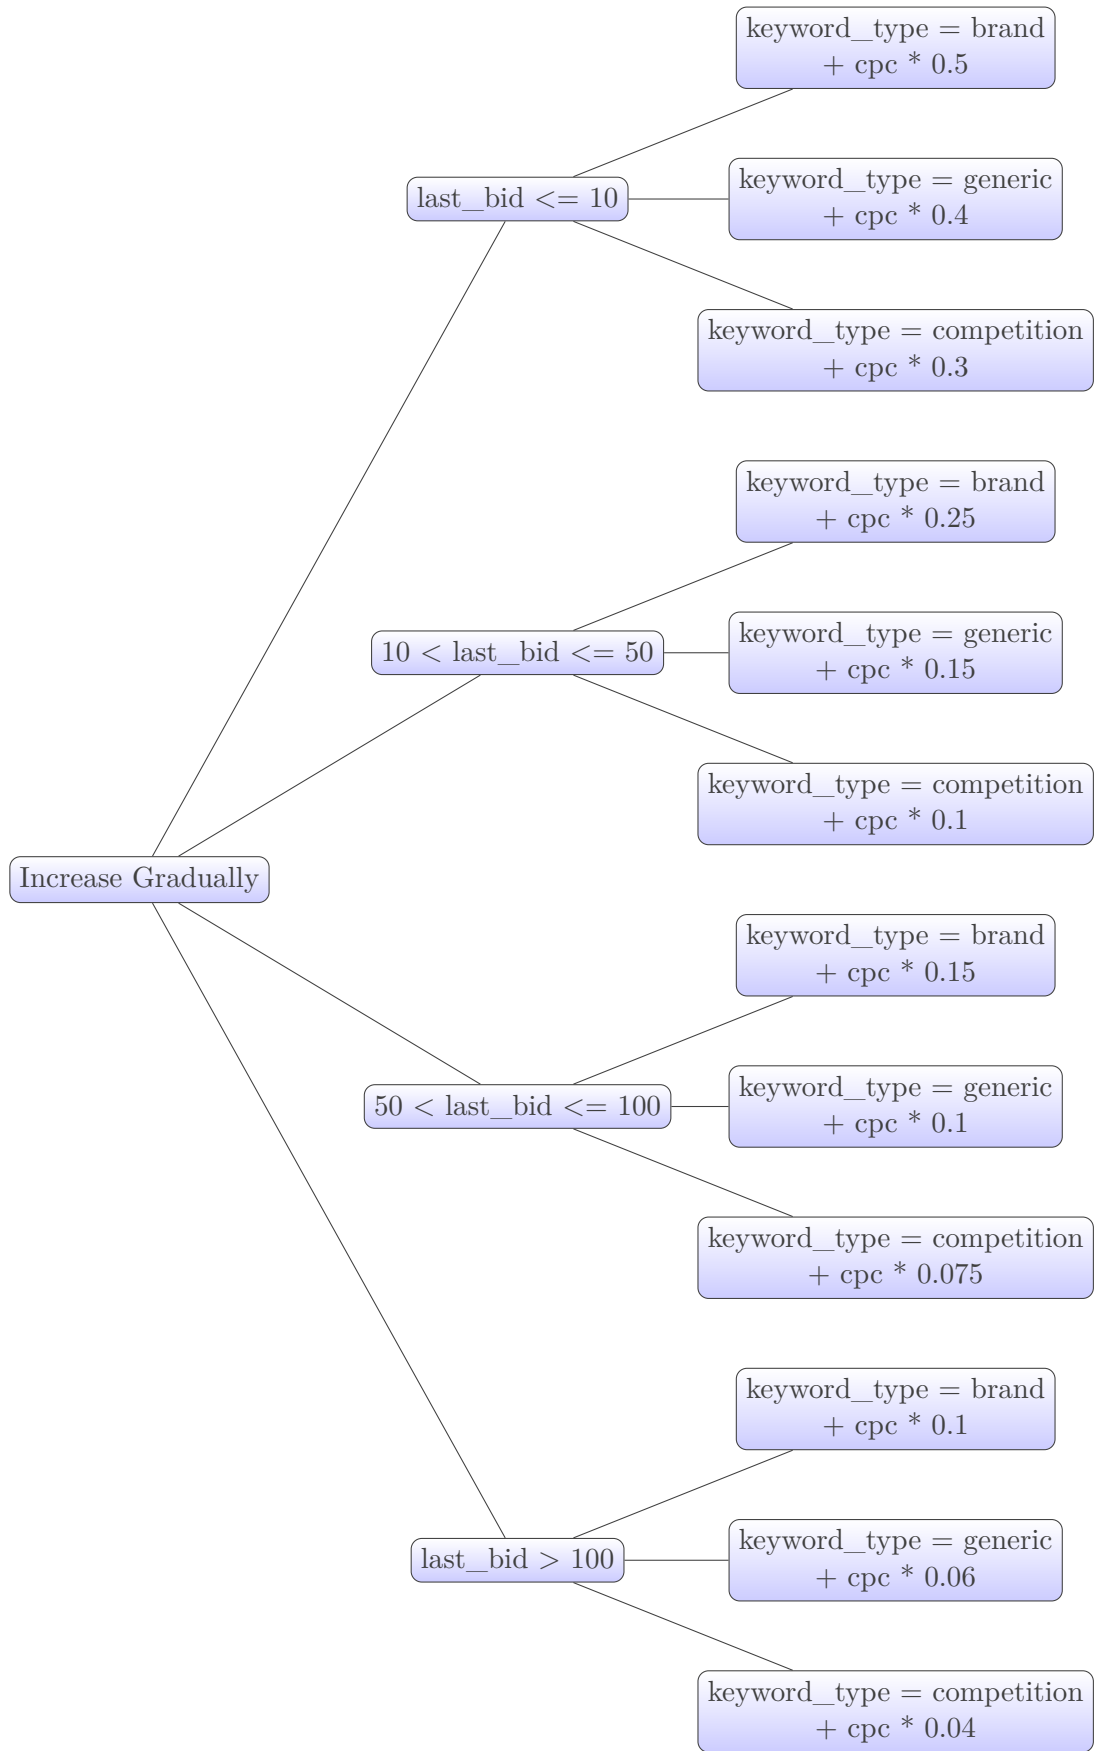 keyword_type = brand
+ cpc * 0.5
last_bid <= 10
keyword_type = generic
+ cpc * 0.4
keyword_type = competition
+ cpc * 0.3
keyword_type = brand
+ cpc * 0.25
10 < last_bid <= 50
keyword_type = generic
+ cpc * 0.15
keyword_type = competition
+ cpc * 0.1
Increase Gradually
keyword_type = brand
+ cpc * 0.15
50 < last_bid <= 100
keyword_type = generic
+ cpc * 0.1
keyword_type = competition
+ cpc * 0.075
keyword_type = brand
+ cpc * 0.1
last_bid > 100
keyword_type = generic
+ cpc * 0.06
keyword_type = competition
+ cpc * 0.04